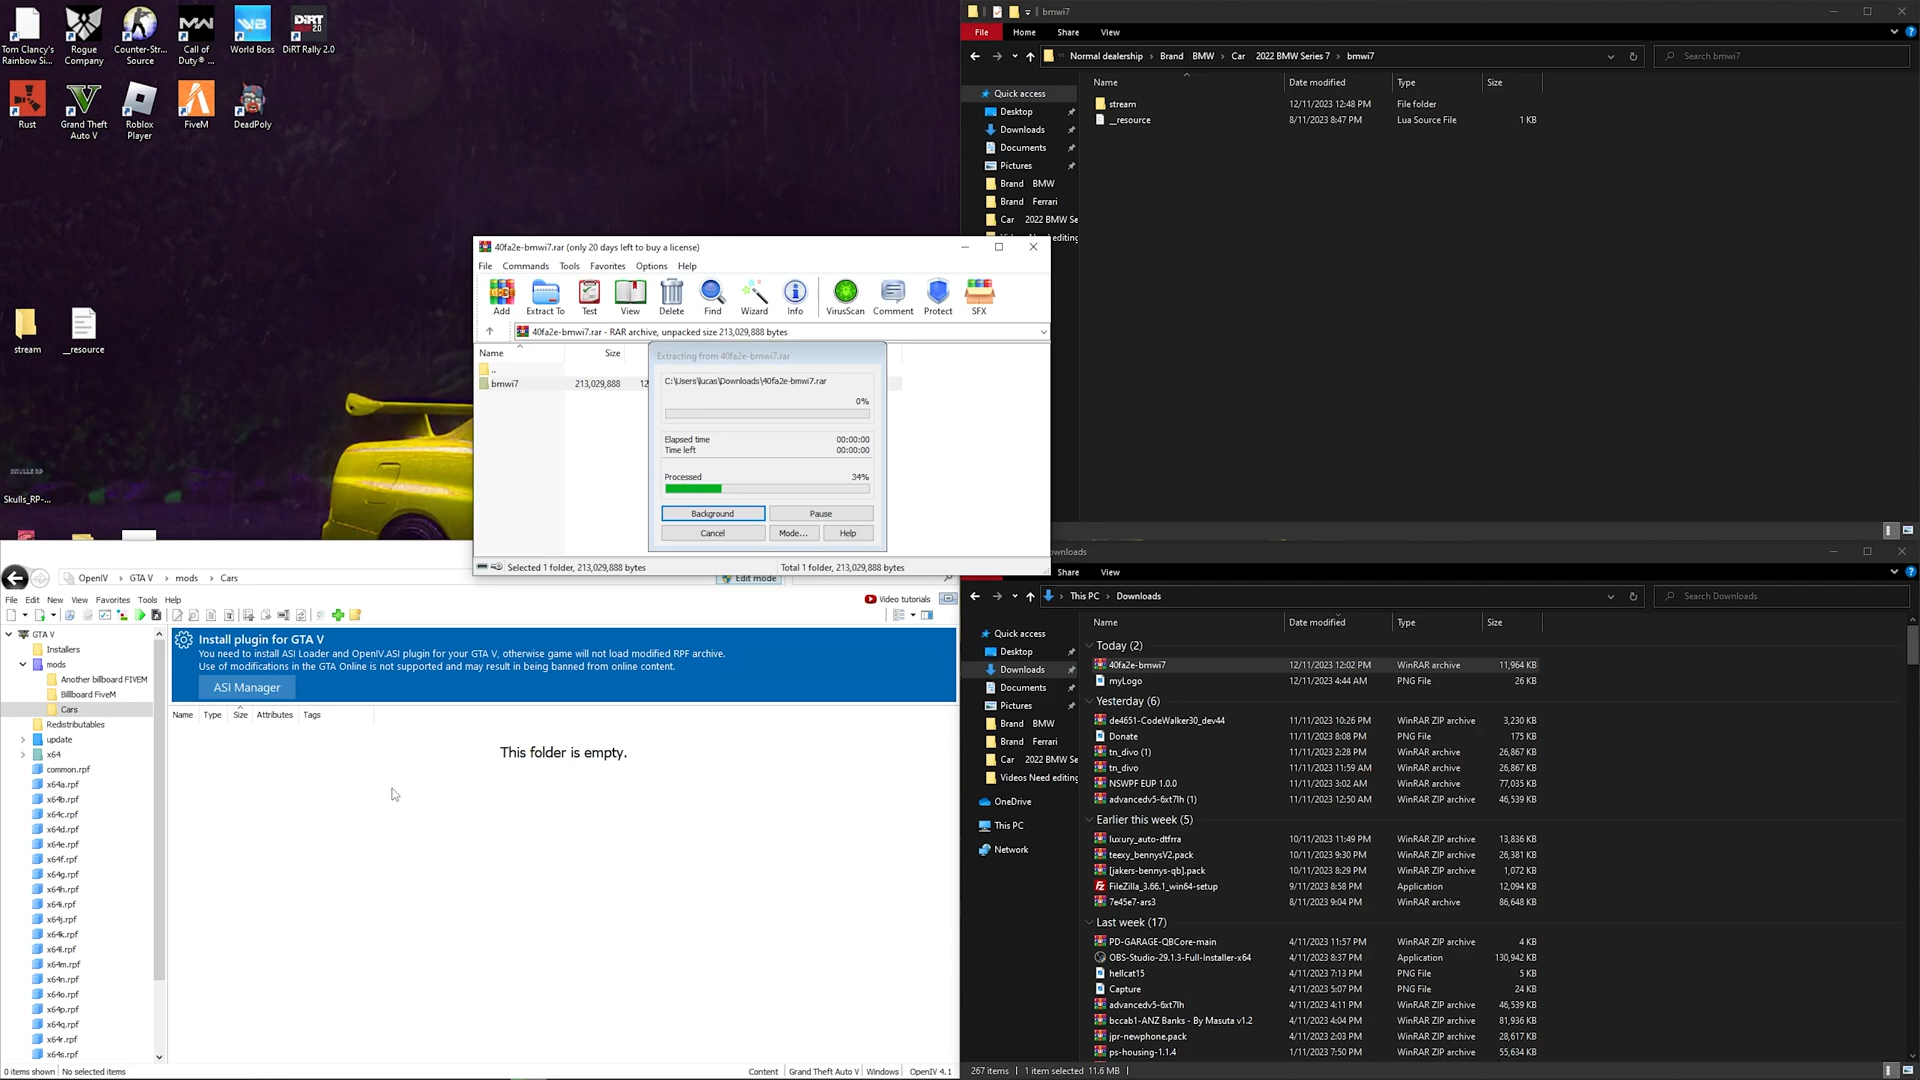 Tom Clancy's
Rainbow Si...
Rogue
Company
Counter-Str...
Source
Call of
Duty® ...
World Boss
DiRT Rally 2.0
Rust
Grand Theft
Auto V
Roblox
Player
FiveM
DeadPoly
stream
__resource
Skulls_RP-...
bmwi7
File
Home
Share
View
Normal dealership
Brand BMW
Car 2022 BMW Series 7
bmwi7
Search bmwi7
Name
Date modified
Type
Size
Quick access
Desktop
Downloads
Documents
Pictures
Brand BMW
Brand Ferrari
Car 2022 BMW Se
stream 12/11/2023 12:48 PM File folder
__resource 8/11/2023 8:47 PM Lua Source File 1 KB
40fa2e-bmwi7.rar (only 20 days left to buy a license)
File Commands Tools Favorites Options Help
Add Extract To Test View Delete Find Wizard Info VirusScan Comment Protect SFX
40fa2e-bmwi7.rar - RAR archive, unpacked size 213,029,888 bytes
Name Size
..
bmwi7 213,029,888 12
Extracting from 40fa2e-bmwi7.rar
C:\Users\lucas\Downloads\40fa2e-bmwi7.rar
0%
Elapsed time 00:00:00
Time left 00:00:00
Processed 34%
Background Pause
Cancel Mode... Help
Selected 1 folder, 213,029,888 bytes Total 1 folder, 213,029,888 bytes
OpenIV GTA V mods Cars
Edit mode
File Edit New View Favorites Tools Help
Video tutorials
GTA V
Installers
mods
Another billboard FIVEM
Billboard FiveM
Cars
Redistributables
update
x64
common.rpf
x64a.rpf
x64b.rpf
x64c.rpf
x64d.rpf
x64e.rpf
x64f.rpf
x64g.rpf
x64h.rpf
x64i.rpf
x64j.rpf
x64k.rpf
x64l.rpf
x64m.rpf
x64n.rpf
x64o.rpf
x64p.rpf
x64q.rpf
x64r.rpf
x64s.rpf
Install plugin for GTA V
You need to install ASI Loader and OpenIV.ASI plugin for your GTA V, otherwise game will not load modified RPF archive.
Use of modifications in the GTA Online is not supported and may result in being banned from online content.
ASI Manager
Name Type Size Attributes Tags
This folder is empty.
0 items shown No selected items
Content Grand Theft Auto V Windows OpenIV 4.1
Share View
This PC Downloads
Search Downloads
Name Date modified Type Size
Quick access
Desktop
Downloads
Documents
Pictures
Brand BMW
Brand Ferrari
Car 2022 BMW Se
Videos Need editing
OneDrive
This PC
Network
Today (2)
40fa2e-bmwi7 12/11/2023 12:02 PM WinRAR archive 11,964 KB
myLogo 12/11/2023 4:44 AM PNG File 26 KB
Yesterday (6)
de4651-CodeWalker30_dev44 11/11/2023 10:26 PM WinRAR ZIP archive 3,230 KB
Donate 11/11/2023 8:08 PM PNG File 175 KB
tn_divo (1) 11/11/2023 2:28 PM WinRAR archive 26,867 KB
tn_divo 11/11/2023 11:59 AM WinRAR archive 26,867 KB
NSWPF EUP 1.0.0 11/11/2023 3:02 AM WinRAR archive 77,035 KB
advancedv5-6xt7lh (1) 11/11/2023 12:50 AM WinRAR ZIP archive 46,539 KB
Earlier this week (5)
luxury_auto-dtfrra 10/11/2023 11:49 PM WinRAR ZIP archive 13,836 KB
teexy_bennysV2.pack 10/11/2023 9:30 PM WinRAR ZIP archive 26,381 KB
[jakers-bennys-qb].pack 10/11/2023 8:29 PM WinRAR ZIP archive 1,072 KB
FileZilla_3.66.1_win64-setup 9/11/2023 8:58 PM Application 12,094 KB
7e45e7-ars3 8/11/2023 9:04 PM WinRAR archive 86,648 KB
Last week (17)
PD-GARAGE-QBCore-main 4/11/2023 11:57 PM WinRAR ZIP archive 4 KB
OBS-Studio-29.1.3-Full-Installer-x64 4/11/2023 8:37 PM Application 130,942 KB
hellcat15 4/11/2023 7:13 PM PNG File 5 KB
Capture 4/11/2023 5:07 PM PNG File 24 KB
advancedv5-6xt7lh 4/11/2023 4:11 PM WinRAR ZIP archive 46,539 KB
bccab1-ANZ Banks - By Masuta v1.2 4/11/2023 4:04 PM WinRAR ZIP archive 81,936 KB
jpr-newphone.pack 4/11/2023 2:03 PM WinRAR ZIP archive 28,617 KB
ps-housing-1.1.4 1/11/2023 7:50 PM WinRAR ZIP archive 55,634 KB
267 items 1 item selected 11.6 MB